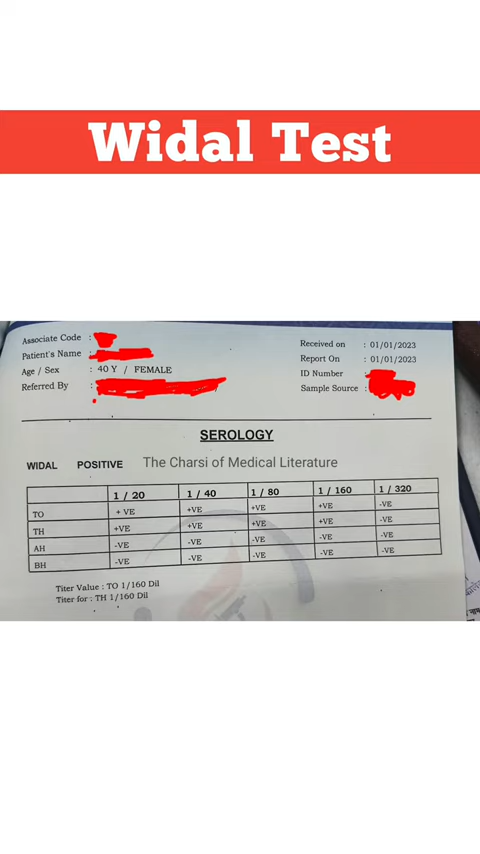 Widal Test
Associate Code :
Patient's Name :
Age / Sex : 40 Y / FEMALE
Referred By :
Received on : 01/01/2023
Report On : 01/01/2023
ID Number :
Sample Source :
SEROLOGY
WIDAL POSITIVE The Charsi of Medical Literature
1 / 20 1 / 40 1 / 80 1 / 160 1 / 320
TO + VE +VE +VE +VE -VE
TH +VE +VE +VE +VE -VE
AH -VE -VE -VE -VE -VE
BH -VE -VE -VE -VE -VE
Titer Value : TO 1/160 Dil
Titer for : TH 1/160 Dil